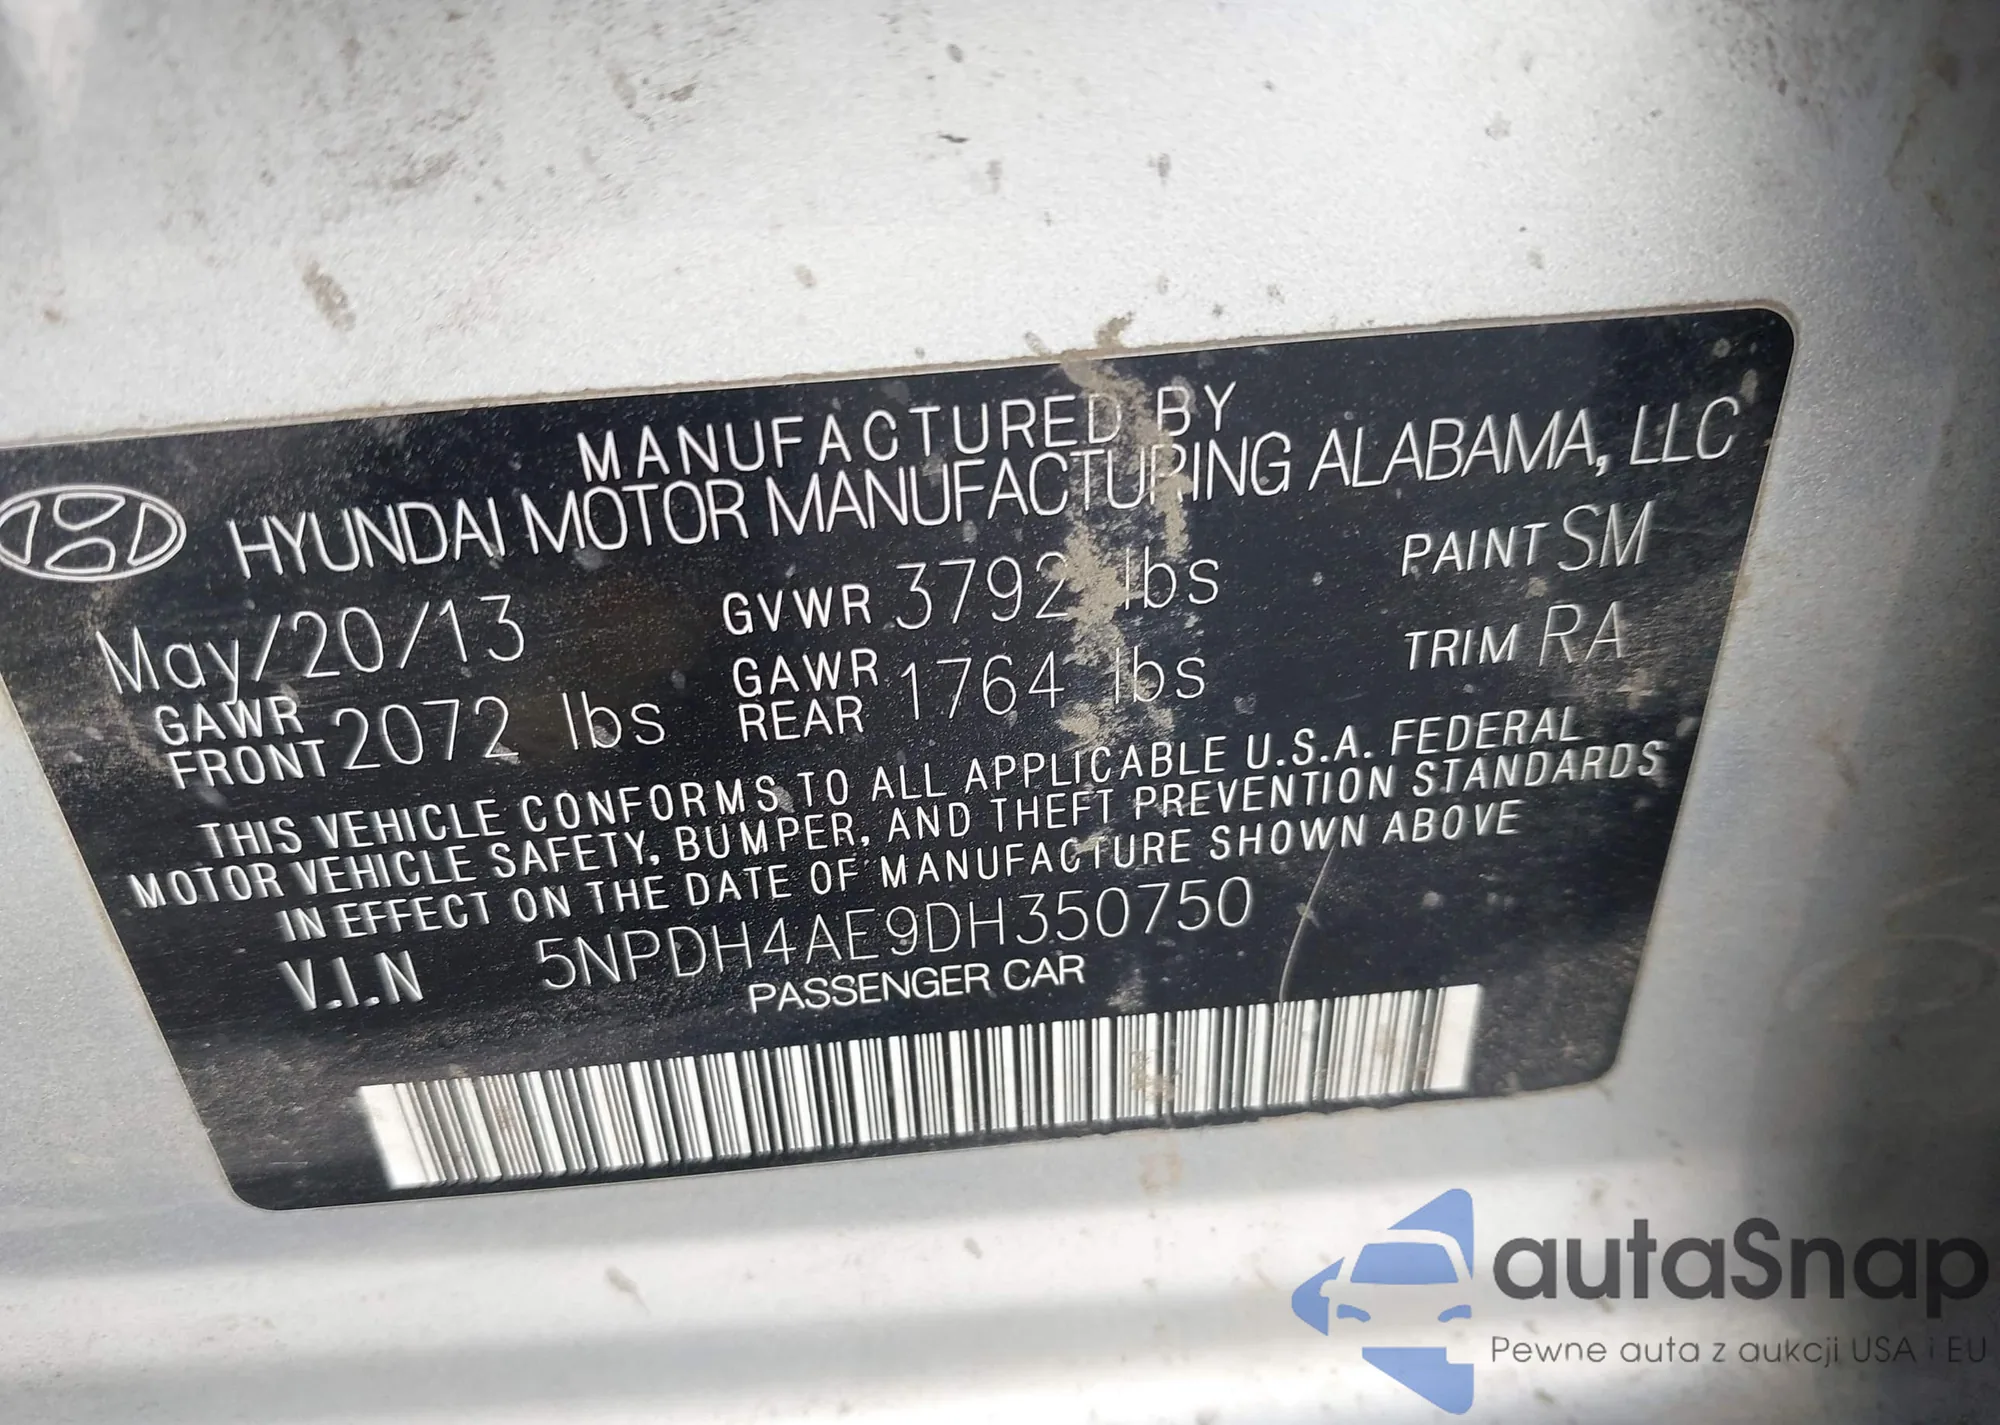 MANUFACTURED BY
HYUNDAI MOTOR MANUFACTURING ALABAMA, LLC
May/20/13 GVWR 3792 lbs PAINT SM
GAWR FRONT 2072 lbs GAWR REAR 1764 lbs TRIM RA
THIS VEHICLE CONFORMS TO ALL APPLICABLE U.S.A. FEDERAL
MOTOR VEHICLE SAFETY, BUMPER, AND THEFT PREVENTION STANDARDS
IN EFFECT ON THE DATE OF MANUFACTURE SHOWN ABOVE
V.I.N 5NPDH4AE9DH350750
PASSENGER CAR
autaSnap
Pewne auta z aukcji USA i EU